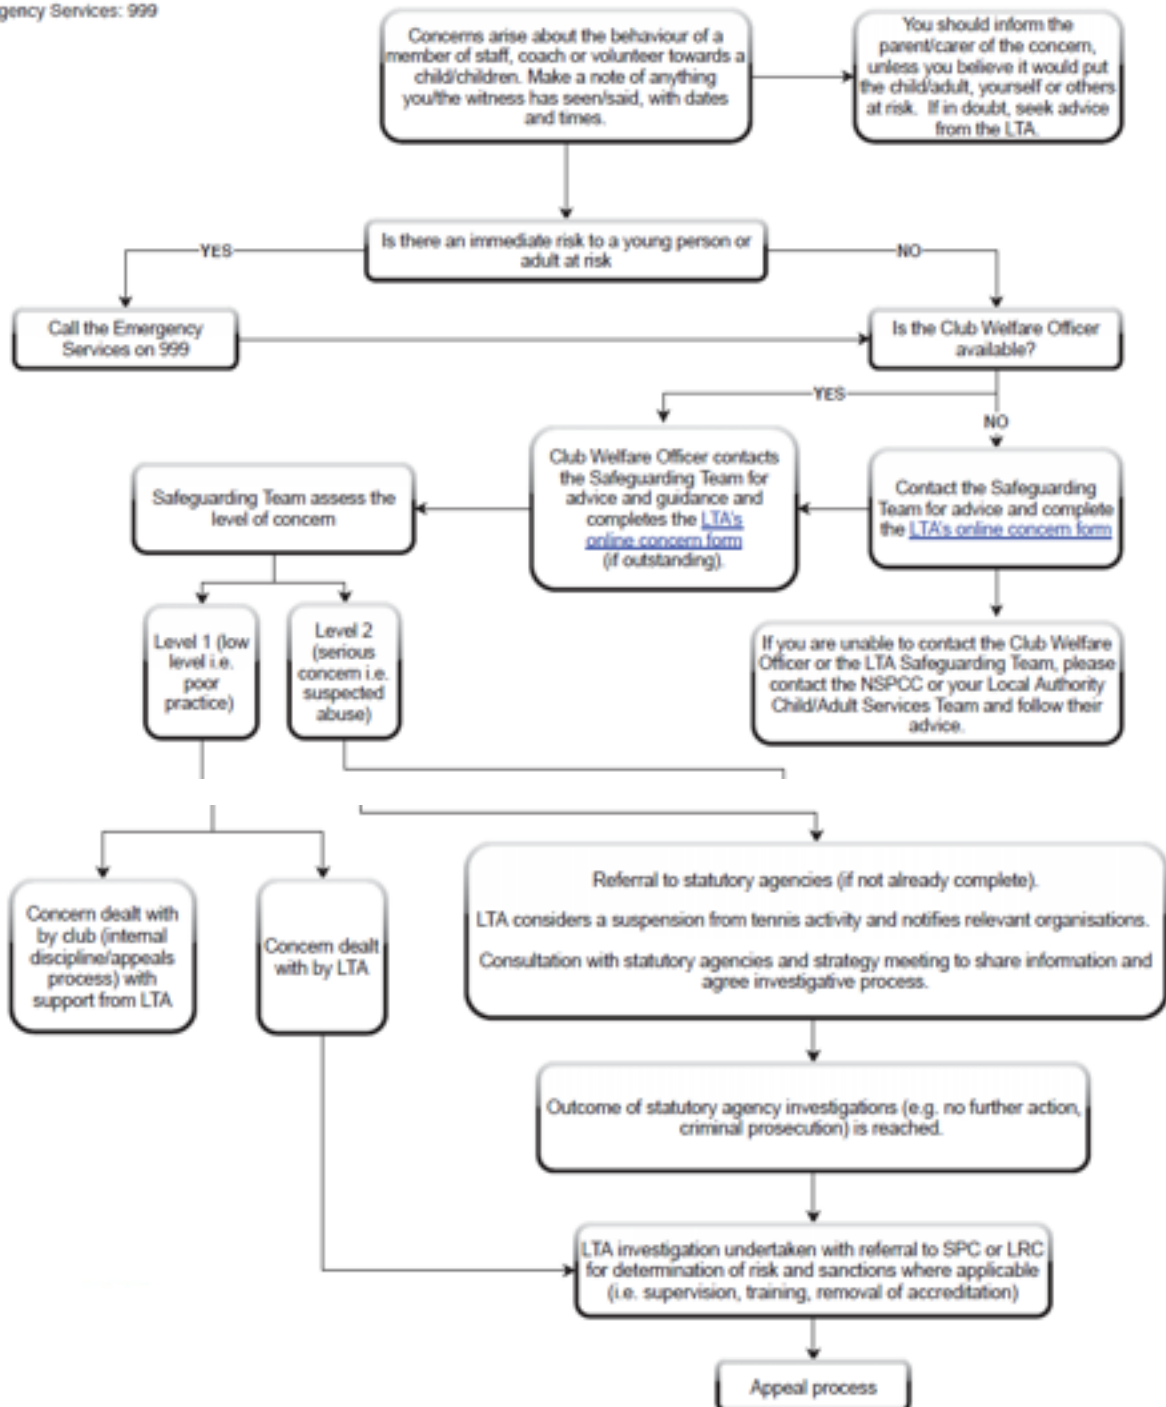 gency Services: 999
Concerns arise about the behaviour of a
member of staff, coach or volunteer towards a
child/children. Make a note of anything
you/the witness has seen/said, with dates
and times.
You should inform the
parent/carer of the concern,
unless you believe it would put
the child/adult, yourself or others
at risk. If in doubt, seek advice
from the LTA.
Is there an immediate risk to a young person or
adult at risk
YES
NO
Call the Emergency
Services on 999
Is the Club Welfare Officer
available?
YES
NO
Club Welfare Officer contacts
the Safeguarding Team for
advice and guidance and
completes the LTA's
online concern form
(if outstanding).
Contact the Safeguarding
Team for advice and complete
the LTA's online concern form
Safeguarding Team assess the
level of concern
Level 1 (low
level i.e.
poor
practice)
Level 2
(serious
concern i.e.
suspected
abuse)
If you are unable to contact the Club Welfare
Officer or the LTA Safeguarding Team, please
contact the NSPCC or your Local Authority
Child/Adult Services Team and follow their
advice.
Concern dealt with
by club (internal
discipline/appeals
process) with
support from LTA
Concern dealt
with by LTA
Referral to statutory agencies (if not already complete).
LTA considers a suspension from tennis activity and notifies relevant organisations.
Consultation with statutory agencies and strategy meeting to share information and
agree investigative process.
Outcome of statutory agency investigations (e.g. no further action,
criminal prosecution) is reached.
LTA investigation undertaken with referral to SPC or LRC
for determination of risk and sanctions where applicable
(i.e. supervision, training, removal of accreditation)
Appeal process